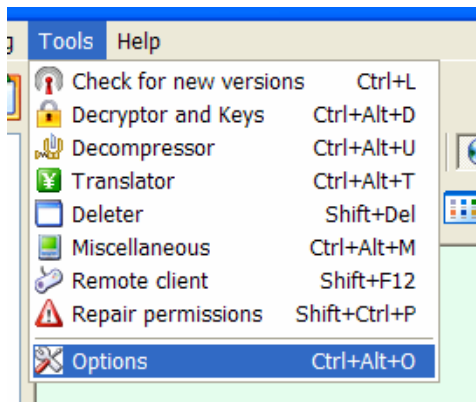 Tools Help
Check for new versions Ctrl+L
Decryptor and Keys Ctrl+Alt+D
Decompressor Ctrl+Alt+U
Translator Ctrl+Alt+T
Deleter Shift+Del
Miscellaneous Ctrl+Alt+M
Remote client Shift+F12
Repair permissions Shift+Ctrl+P
Options Ctrl+Alt+O